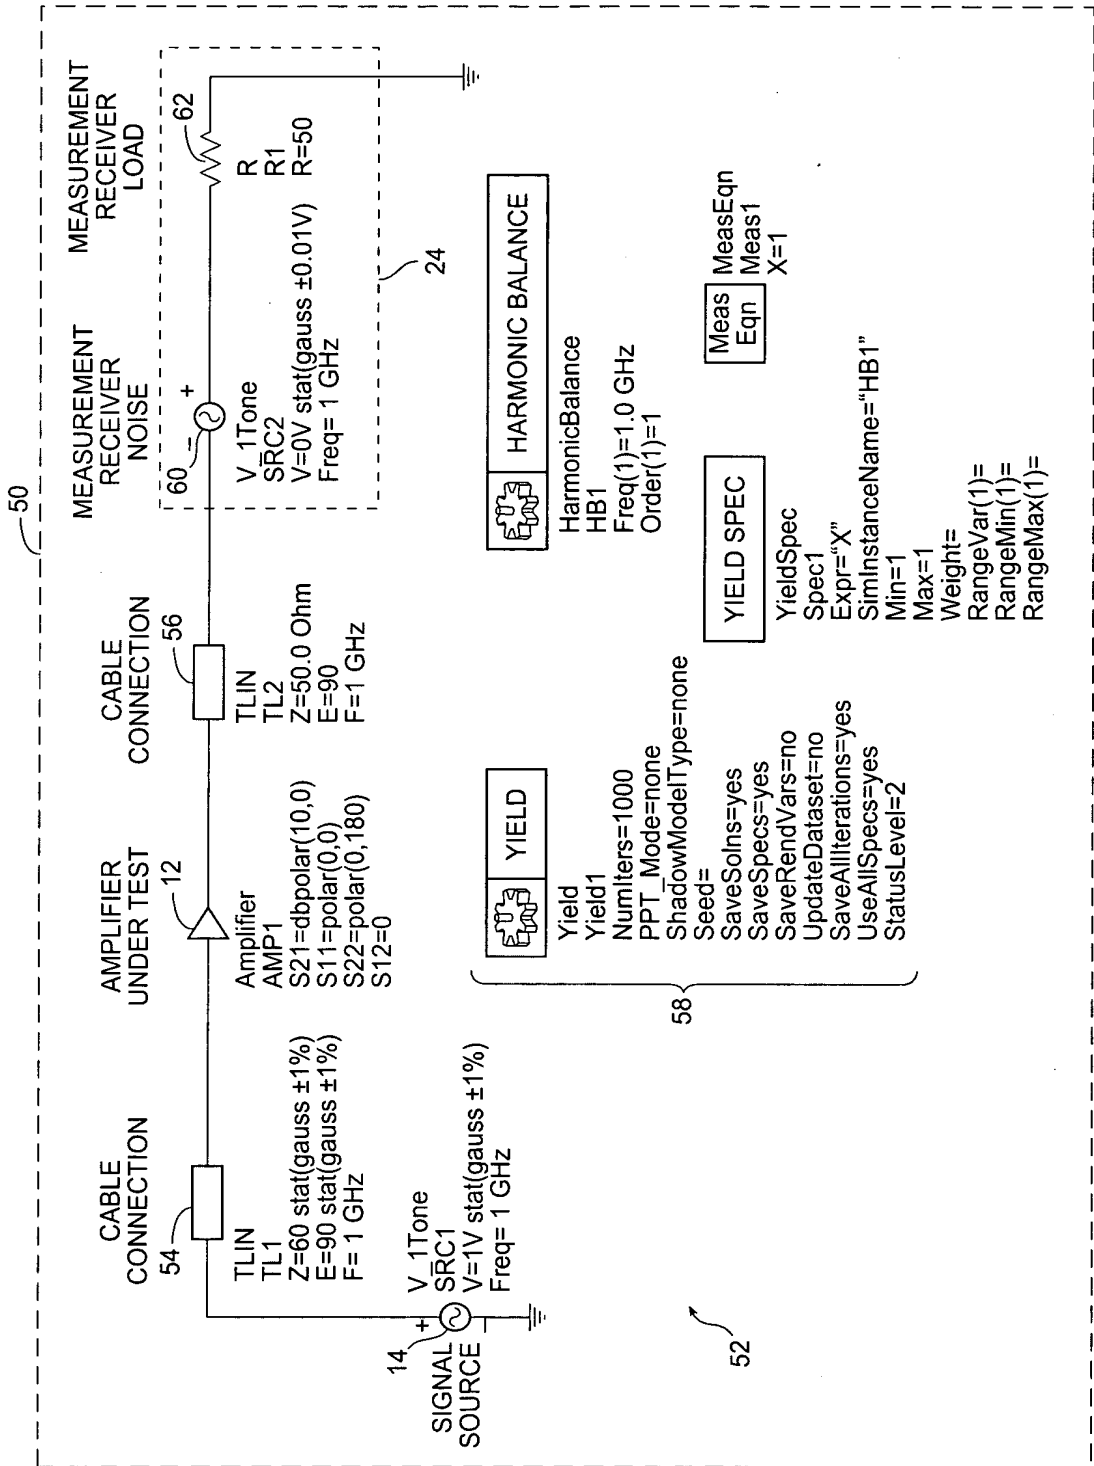 50
CABLE
CONNECTION
54
TLIN
TL1
Z=60 stat(gauss ±1%)
E=90 stat(gauss ±1%)
F= 1 GHz
14
SIGNAL
SOURCE
+
–
V_1Tone
SRC1
V=1V stat(gauss ±1%)
Freq= 1 GHz
AMPLIFIER
UNDER TEST
12
Amplifier
AMP1
S21=dbpolar(10,0)
S11=polar(0,0)
S22=polar(0,180)
S12=0
CABLE
CONNECTION
56
TLIN
TL2
Z=50.0 Ohm
E=90
F=1 GHz
MEASUREMENT
RECEIVER
NOISE
60
–
+
V_1Tone
SRC2
V=0V stat(gauss ±0.01V)
Freq= 1 GHz
MEASUREMENT
RECEIVER
LOAD
62
R
R1
R=50
24
58
YIELD
Yield
Yield1
NumIters=1000
PPT_Mode=none
ShadowModelType=none
Seed=
SaveSolns=yes
SaveSpecs=yes
SaveRendVars=no
UpdateDataset=no
SaveAllIterations=yes
UseAllSpecs=yes
StatusLevel=2
HARMONIC BALANCE
HarmonicBalance
HB1
Freq(1)=1.0 GHz
Order(1)=1
YIELD SPEC
YieldSpec
Spec1
Expr=“X”
SimInstanceName=“HB1”
Min=1
Max=1
Weight=
RangeVar(1)=
RangeMin(1)=
RangeMax(1)=
Meas
Eqn
MeasEqn
Meas1
X=1
52